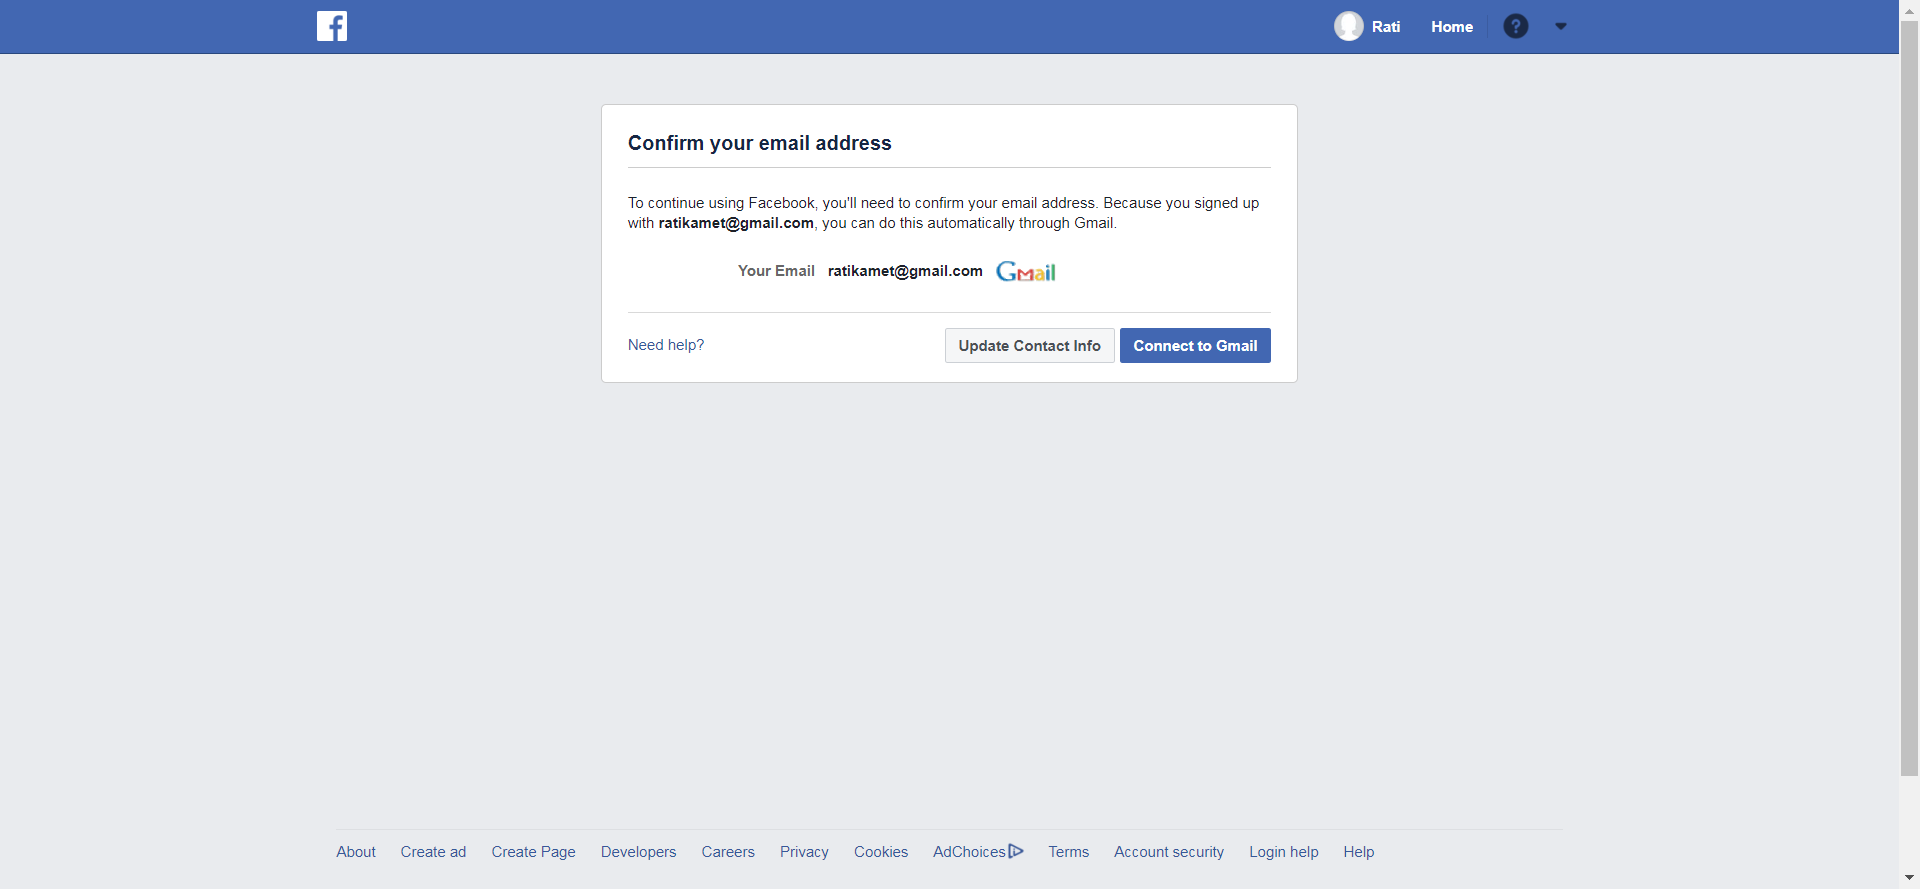 Rati Home ?
Confirm your email address
To continue using Facebook, you'll need to confirm your email address. Because you signed up
with ratikamet@gmail.com, you can do this automatically through Gmail.
Your Email ratikamet@gmail.com Gmail
Need help? Update Contact Info Connect to Gmail
About Create ad Create Page Developers Careers Privacy Cookies AdChoices Terms Account security Login help Help